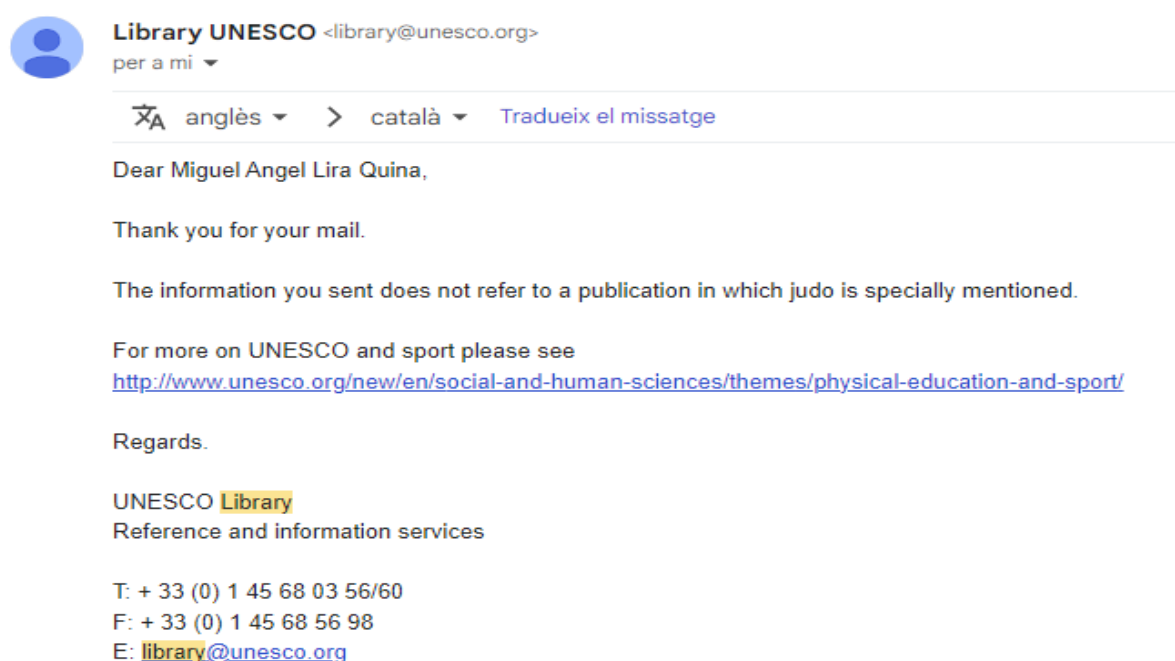 Library UNESCO <library@unesco.org>
per a mi
anglès > català Tradueix el missatge
Dear Miguel Angel Lira Quina,
Thank you for your mail.
The information you sent does not refer to a publication in which judo is specially mentioned.
For more on UNESCO and sport please see
http://www.unesco.org/new/en/social-and-human-sciences/themes/physical-education-and-sport/
Regards.
UNESCO Library
Reference and information services
T: + 33 (0) 1 45 68 03 56/60
F: + 33 (0) 1 45 68 56 98
E: library@unesco.org